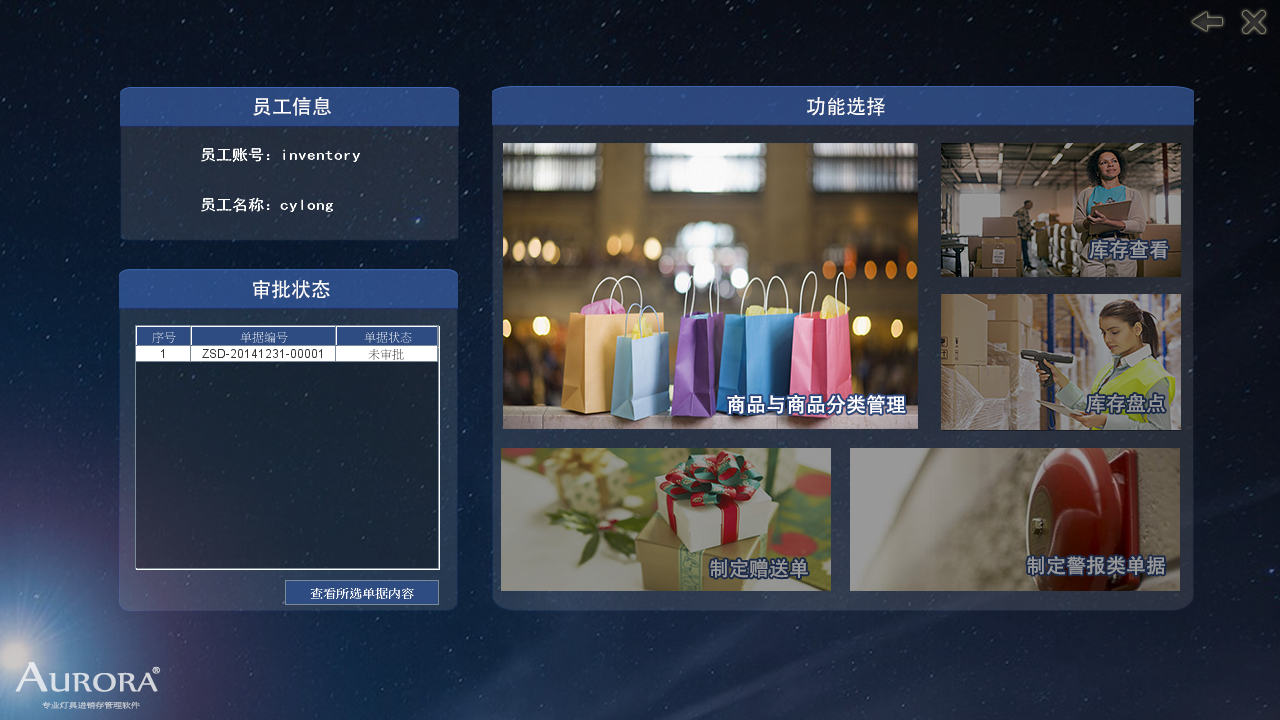 员工信息
员工账号：inventory
员工名称：cylong
审批状态
序号 单据编号 单据状态
1 ZSD-20141231-00001 未审批
查看所选单据内容
功能选择
商品与商品分类管理
库存查看
库存盘点
制定赠送单
制定警报类单据
AURORA®
专业灯具进销存管理软件